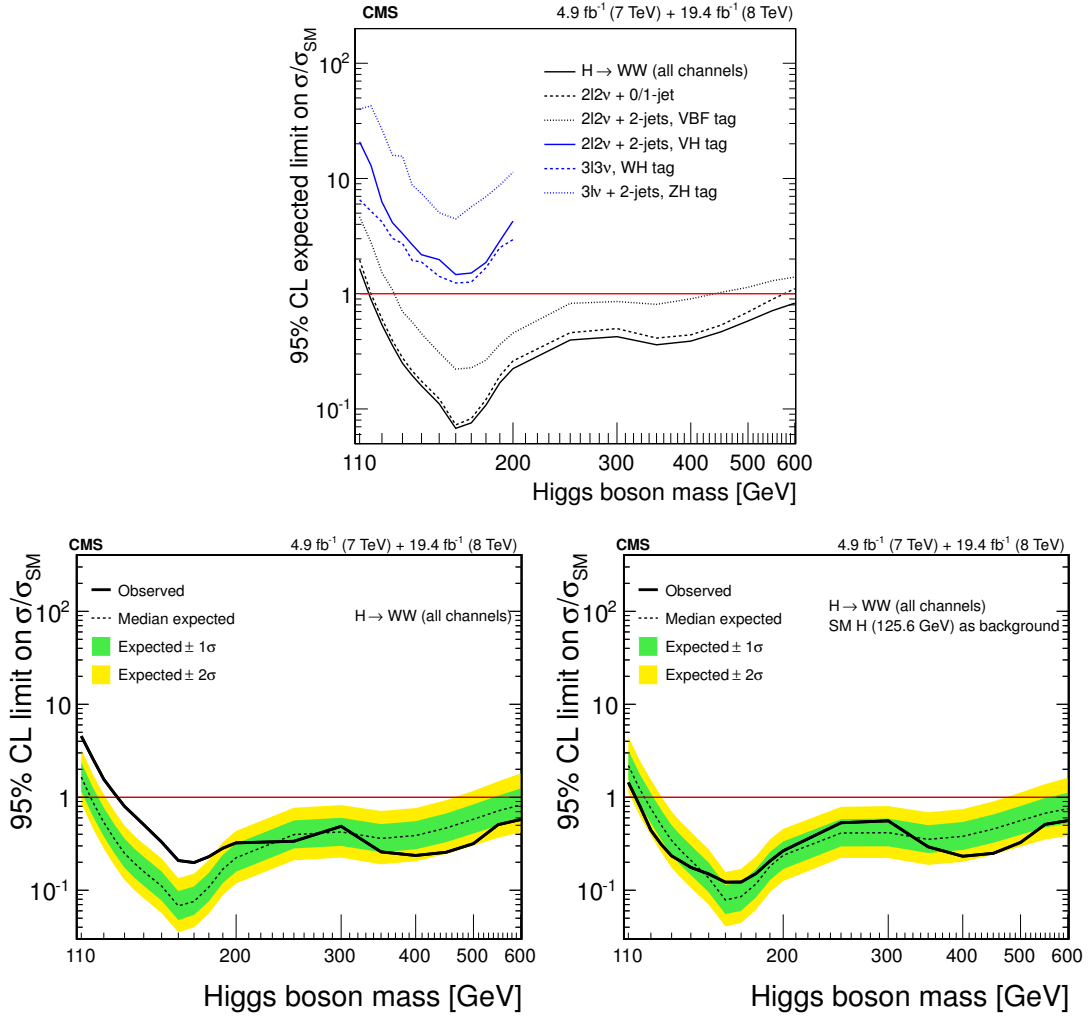 CMS 4.9 fb⁻¹ (7 TeV) + 19.4 fb⁻¹ (8 TeV)
95% CL expected limit on σ/σ_SM
10²
10
1
10⁻¹
H → WW (all channels)
2l2ν + 0/1-jet
2l2ν + 2-jets, VBF tag
2l2ν + 2-jets, VH tag
3l3ν, WH tag
3lν + 2-jets, ZH tag
110 200 300 400 500 600
Higgs boson mass [GeV]
CMS 4.9 fb⁻¹ (7 TeV) + 19.4 fb⁻¹ (8 TeV)
95% CL limit on σ/σ_SM
10²
10
1
10⁻¹
Observed
Median expected
Expected ± 1σ
Expected ± 2σ
H → WW (all channels)
110 200 300 400 500 600
Higgs boson mass [GeV]
CMS 4.9 fb⁻¹ (7 TeV) + 19.4 fb⁻¹ (8 TeV)
95% CL limit on σ/σ_SM
10²
10
1
10⁻¹
Observed
Median expected
Expected ± 1σ
Expected ± 2σ
H → WW (all channels)
SM H (125.6 GeV) as background
110 200 300 400 500 600
Higgs boson mass [GeV]